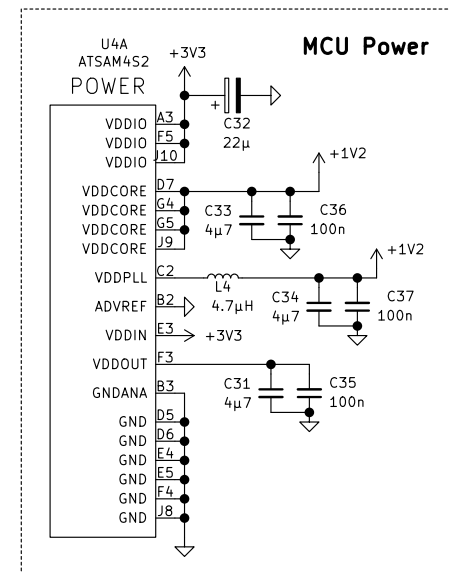 MCU Power
U4A
ATSAM4S2
POWER
+3V3
+
C32
22µ
VDDIO A3
VDDIO F5
VDDIO J10
+1V2
VDDCORE D7
VDDCORE G4
VDDCORE G5
VDDCORE J9
C33
4µ7
C36
100n
+1V2
VDDPLL C2
L4
4.7µH
C34
4µ7
C37
100n
ADVREF B2
VDDIN E3 +3V3
VDDOUT F3
C31
4µ7
C35
100n
GNDANA B3
GND D5
GND D6
GND E4
GND E5
GND F4
GND J8